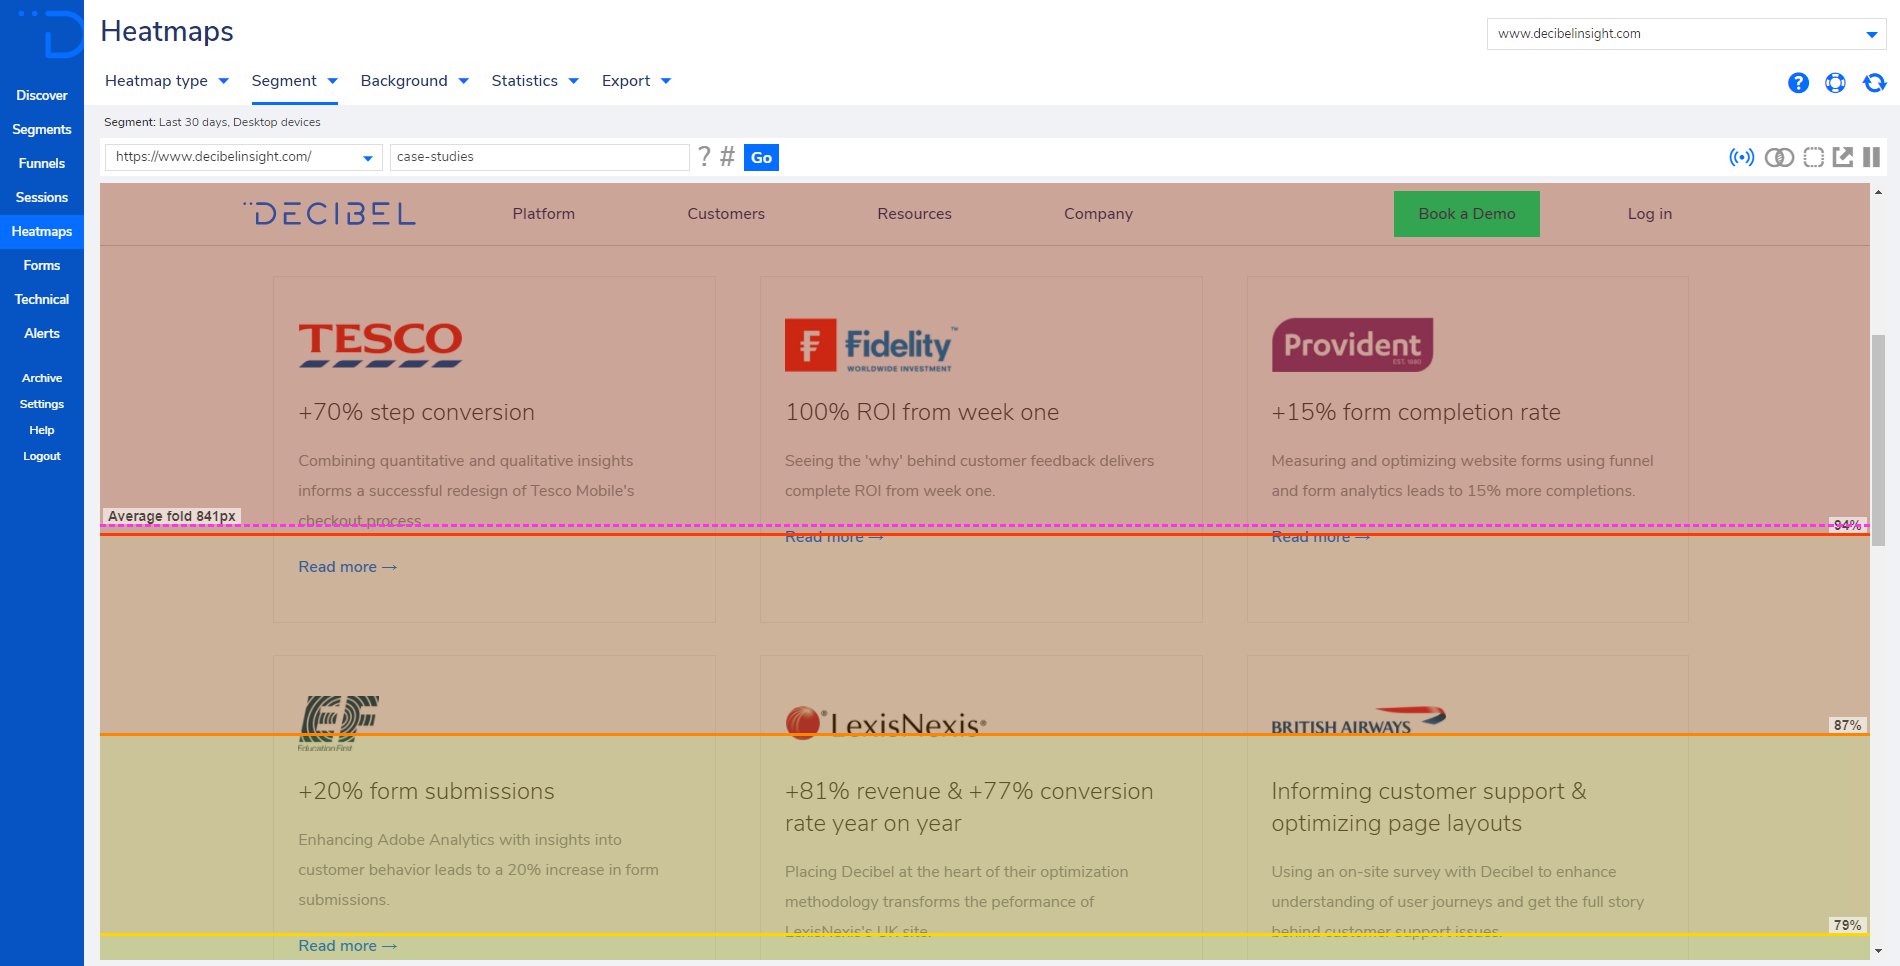 Heatmaps
www.decibelinsight.com
Heatmap type
Segment
Background
Statistics
Export
?
Discover
Segments
Funnels
Sessions
Heatmaps
Forms
Technical
Alerts
Archive
Settings
Help
Logout
Segment: Last 30 days, Desktop devices
https://www.decibelinsight.com/
case-studies
? #
Go
DECIBEL
Platform
Customers
Resources
Company
Book a Demo
Log in
TESCO
+70% step conversion
Combining quantitative and qualitative insights
informs a successful redesign of Tesco Mobile's
checkout process.
Read more →
Fidelity™
WORLDWIDE INVESTMENT
100% ROI from week one
Seeing the 'why' behind customer feedback delivers
complete ROI from week one.
Read more →
Provident
EST. 1880
+15% form completion rate
Measuring and optimizing website forms using funnel
and form analytics leads to 15% more completions.
Read more →
Average fold 841px
94%
EF
Education First
+20% form submissions
Enhancing Adobe Analytics with insights into
customer behavior leads to a 20% increase in form
submissions.
Read more →
LexisNexis®
+81% revenue & +77% conversion
rate year on year
Placing Decibel at the heart of their optimization
methodology transforms the peformance of
LexisNexis's UK site.
BRITISH AIRWAYS
Informing customer support &
optimizing page layouts
Using an on-site survey with Decibel to enhance
understanding of user journeys and get the full story
behind customer support issues.
87%
79%